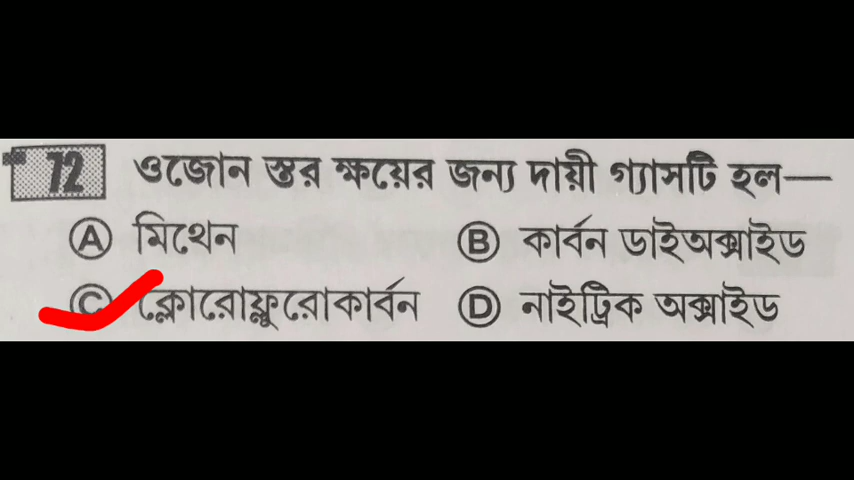 72 ওজোন স্তর ক্ষয়ের জন্য দায়ী গ্যাসটি হল—
A মিথেন B কার্বন ডাইঅক্সাইড
C ক্লোরোফ্লুরোকার্বন D নাইট্রিক অক্সাইড